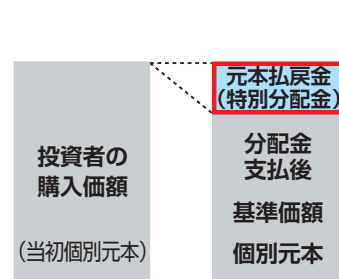 元本払戻金
(特別分配金)
投資者の
購入価額
(当初個別元本)
分配金
支払後
基準価額
個別元本